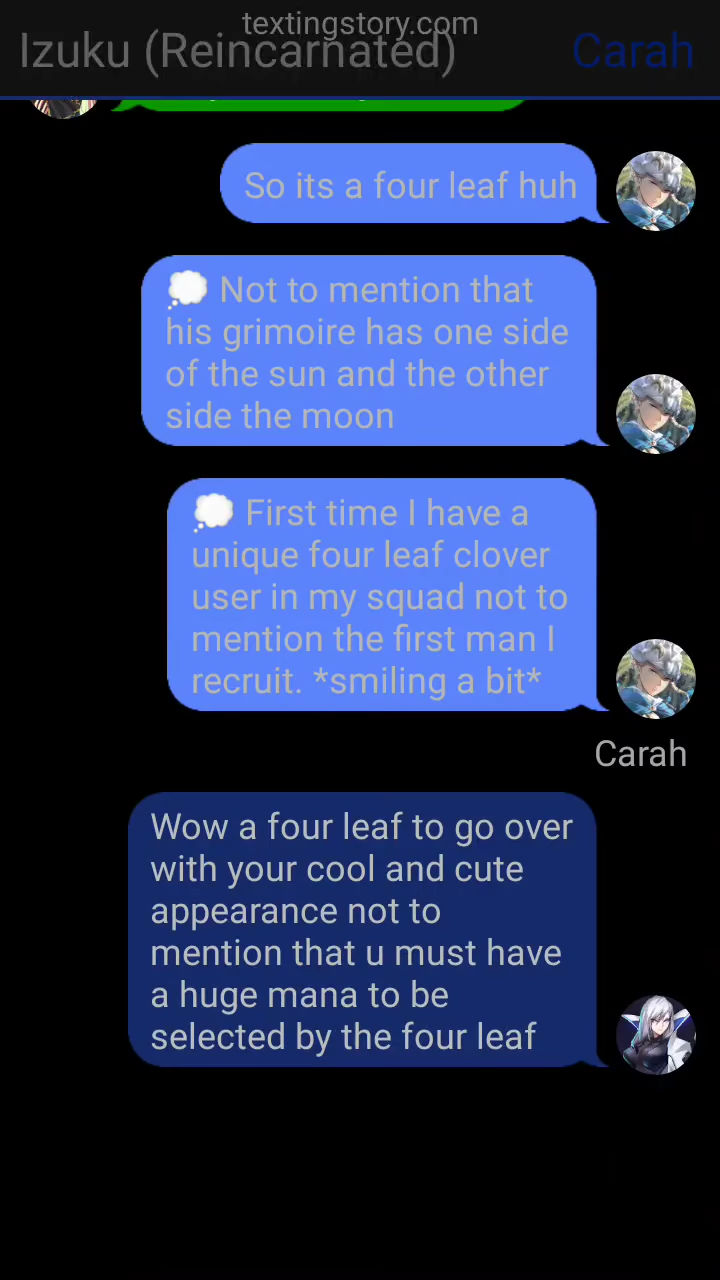 textingstory.com
Izuku (Reincarnated) Carah
So its a four leaf huh
💭 Not to mention that
his grimoire has one side
of the sun and the other
side the moon
💭 First time I have a
unique four leaf clover
user in my squad not to
mention the first man I
recruit. *smiling a bit*
Carah
Wow a four leaf to go over
with your cool and cute
appearance not to
mention that u must have
a huge mana to be
selected by the four leaf